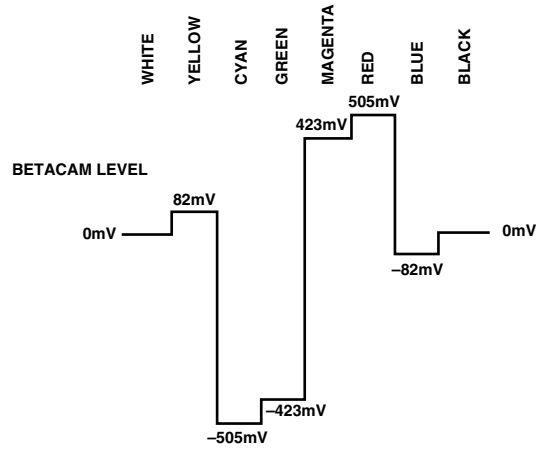 WHITE
YELLOW
CYAN
GREEN
MAGENTA
RED
BLUE
BLACK
505mV
423mV
BETACAM LEVEL
82mV
0mV
0mV
–82mV
–423mV
–505mV